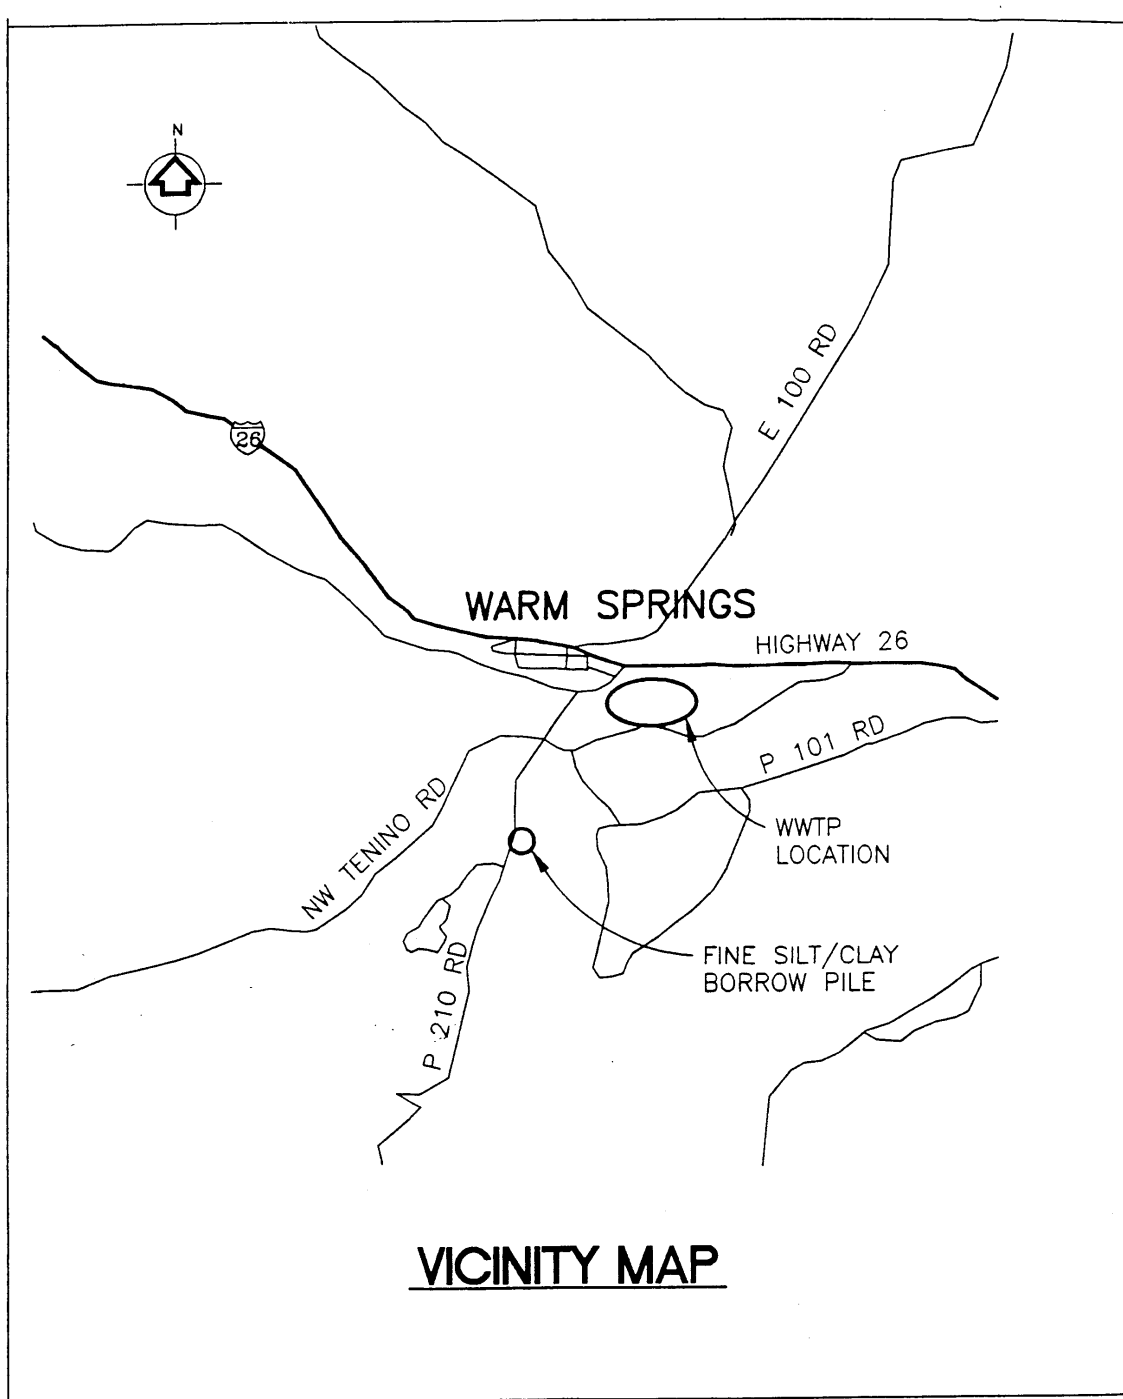 N
E 100 RD
26
WARM SPRINGS
HIGHWAY 26
P 101 RD
NW TENINO RD
WWTP
LOCATION
FINE SILT/CLAY
BORROW PILE
P 210 RD
VICINITY MAP